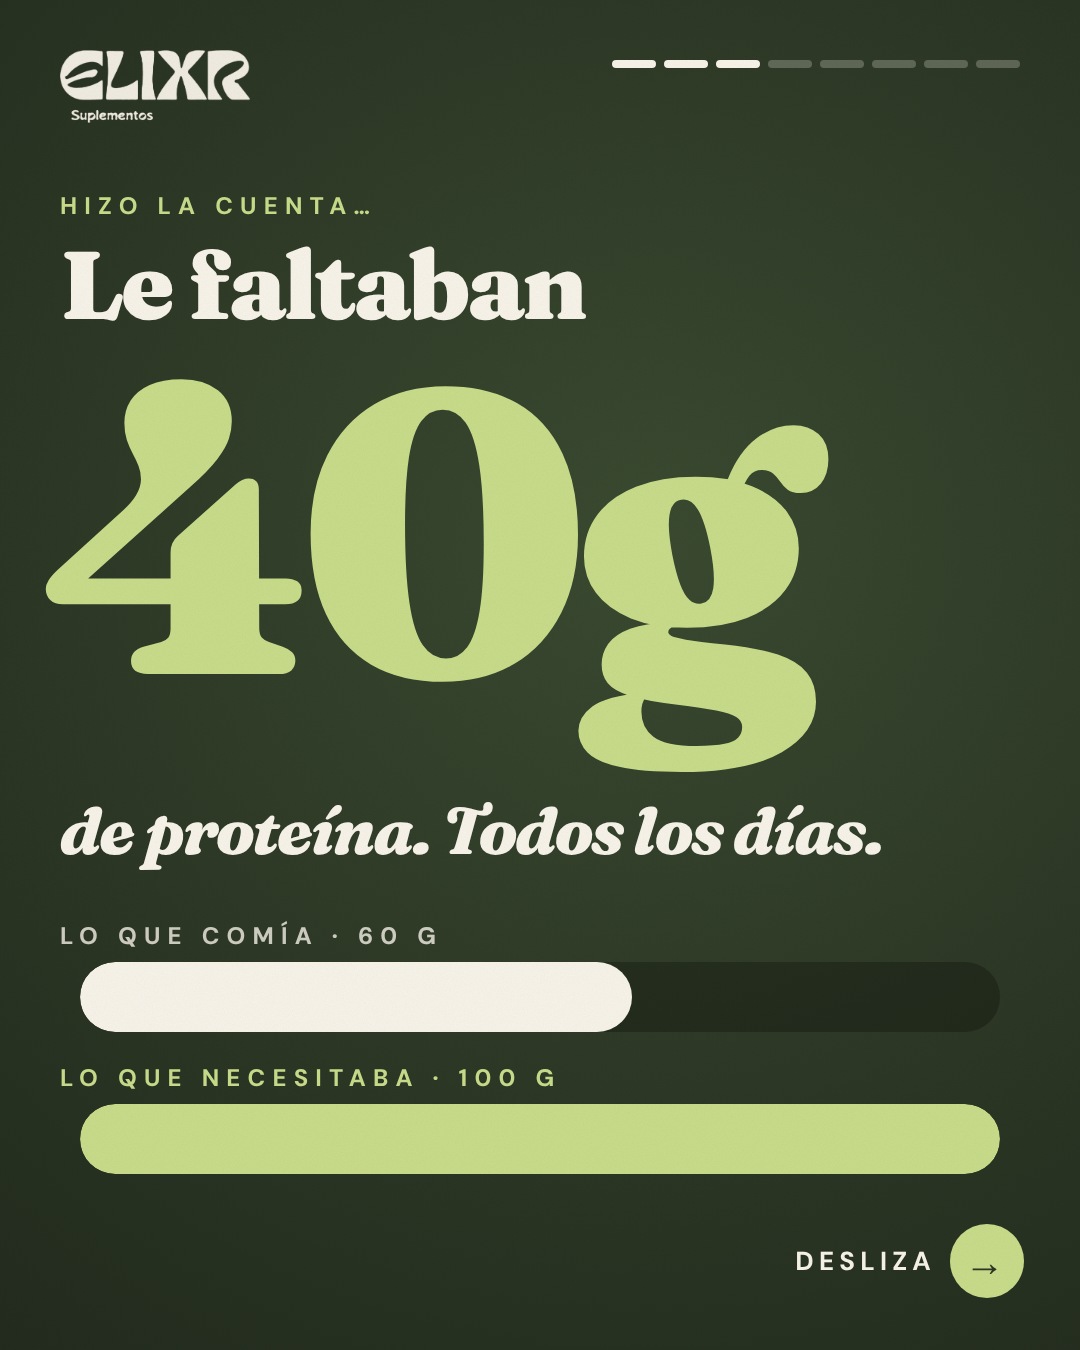 ELIXR
Suplementos
HIZO LA CUENTA…
Le faltaban
40g
de proteína. Todos los días.
LO QUE COMÍA · 60 G
LO QUE NECESITABA · 100 G
DESLIZA →